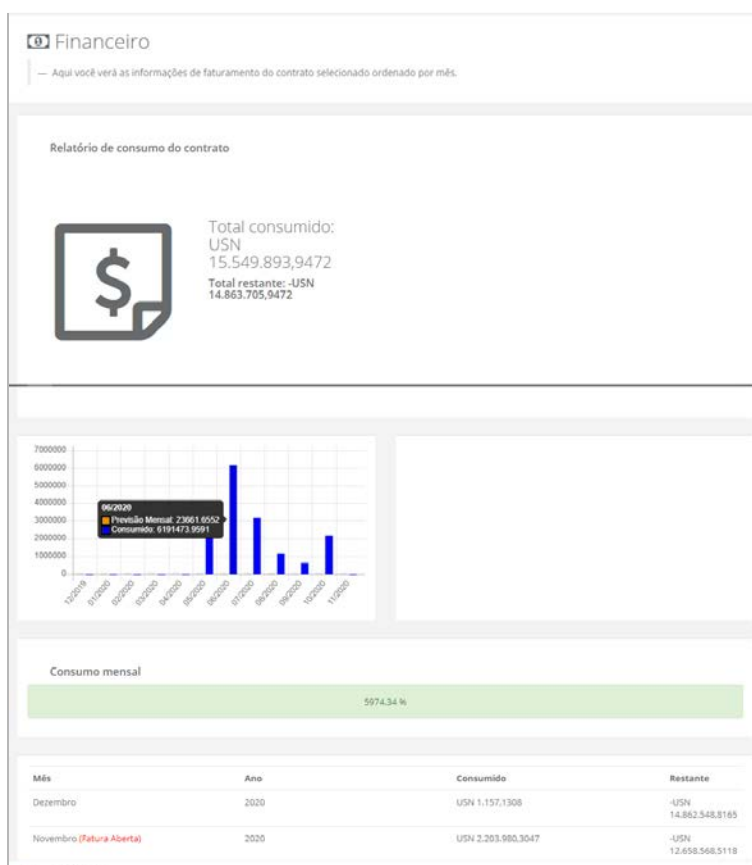 Financeiro
— Aqui você verá as informações de faturamento do contrato selecionado ordenado por mês.
Relatório de consumo do contrato
Total consumido:
USN
15.549.893,9472
Total restante: -USN
14.863.705,9472
7000000
6000000
5000000
4000000
3000000
2000000
1000000
0
06/2020
Previsão Mensal: 23661.6552
Consumido: 6191473.9591
12/2019 01/2020 02/2020 03/2020 04/2020 05/2020 06/2020 07/2020 08/2020 09/2020 10/2020 11/2020
Consumo mensal
5974.34 %
Mês Ano Consumido Restante
Dezembro 2020 USN 1.157,1308 -USN
14.862.548,8165
Novembro (Fatura Aberta) 2020 USN 2.203.980,3047 -USN
12.658.568,5118